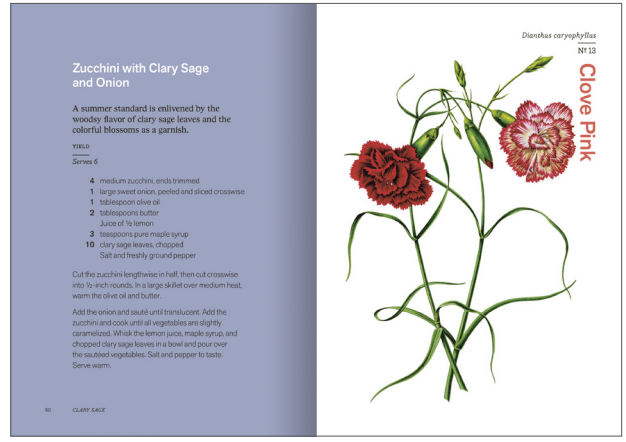 Zucchini with Clary Sage
and Onion
A summer standard is enlivened by the
woodsy flavor of clary sage leaves and the
colorful blossoms as a garnish.
YIELD
Serves 6
4 medium zucchini, ends trimmed
1 large sweet onion, peeled and sliced crosswise
1 tablespoon olive oil
2 tablespoons butter
Juice of ½ lemon
3 teaspoons pure maple syrup
10 clary sage leaves, chopped
Salt and freshly ground pepper
Cut the zucchini lengthwise in half, then cut crosswise
into ½-inch rounds. In a large skillet over medium heat,
warm the olive oil and butter.
Add the onion and sauté until translucent. Add the
zucchini and cook until all vegetables are slightly
caramelized. Whisk the lemon juice, maple syrup, and
chopped clary sage leaves in a bowl and pour over
the sautéed vegetables. Salt and pepper to taste.
Serve warm.
CLARY SAGE
Dianthus caryophyllus
Nº 13
Clove Pink